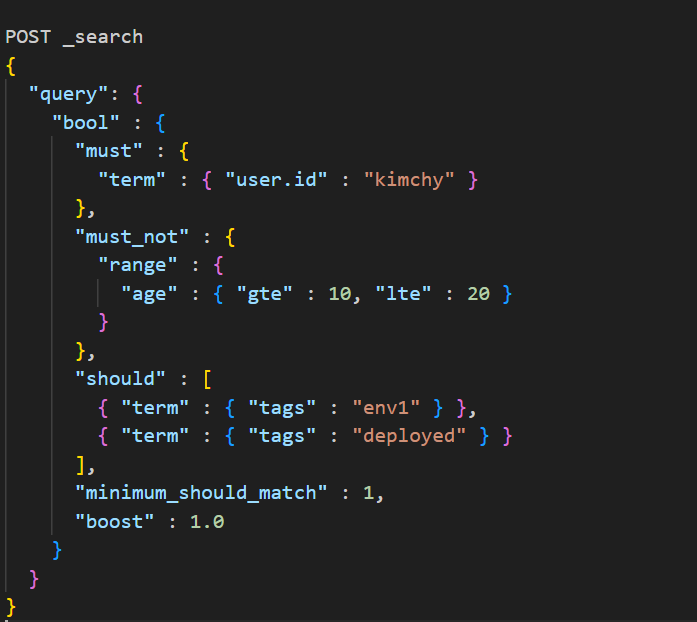 POST _search
{
  "query": {
    "bool" : {
      "must" : {
        "term" : { "user.id" : "kimchy" }
      },
      "must_not" : {
        "range" : {
          "age" : { "gte" : 10, "lte" : 20 }
        }
      },
      "should" : [
        { "term" : { "tags" : "env1" } },
        { "term" : { "tags" : "deployed" } }
      ],
      "minimum_should_match" : 1,
      "boost" : 1.0
    }
  }
}